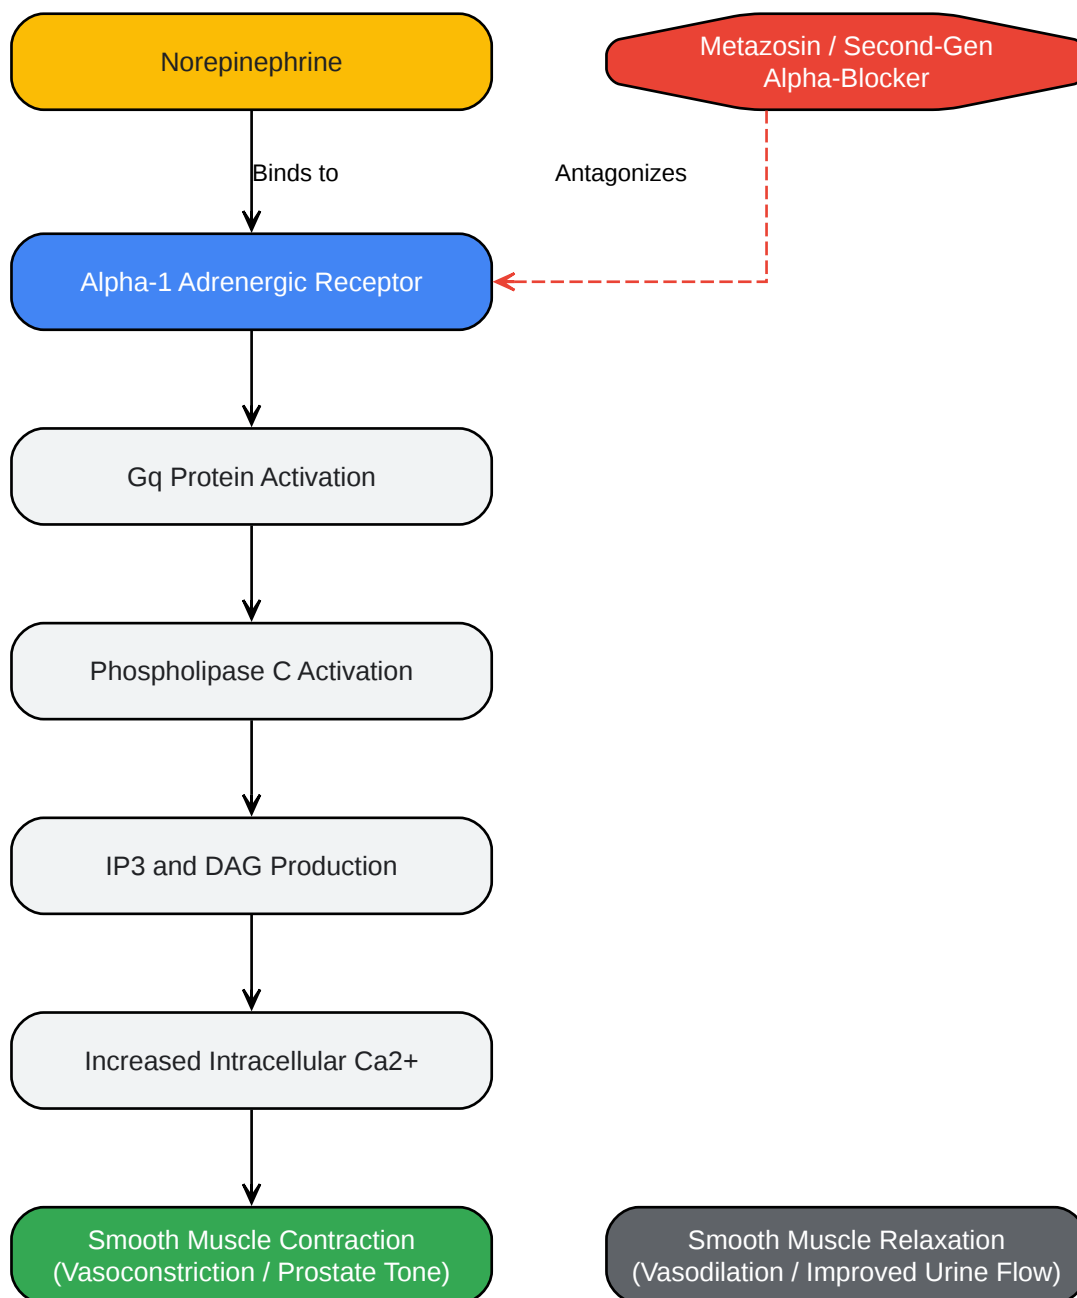 Norepinephrine
Metazosin / Second-Gen
Alpha-Blocker
Binds to
Antagonizes
Alpha-1 Adrenergic Receptor
Gq Protein Activation
Phospholipase C Activation
IP3 and DAG Production
Increased Intracellular Ca2+
Smooth Muscle Contraction
(Vasoconstriction / Prostate Tone)
Smooth Muscle Relaxation
(Vasodilation / Improved Urine Flow)